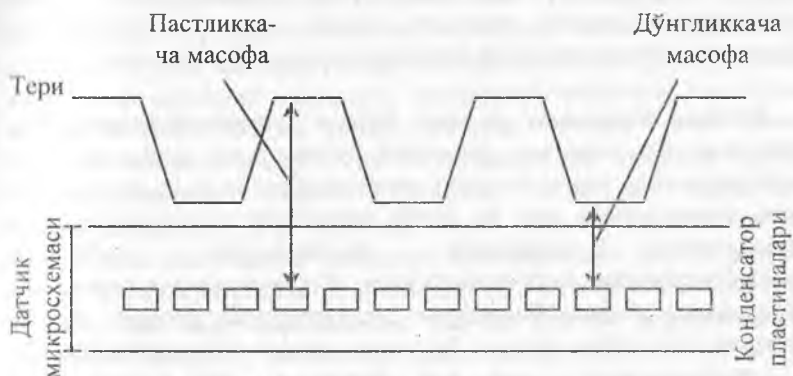 Пастликка-
ча масофа
Дўнгликкача
масофа
Тери
Датчик
микросхемаси
Конденсатор
пластиналари